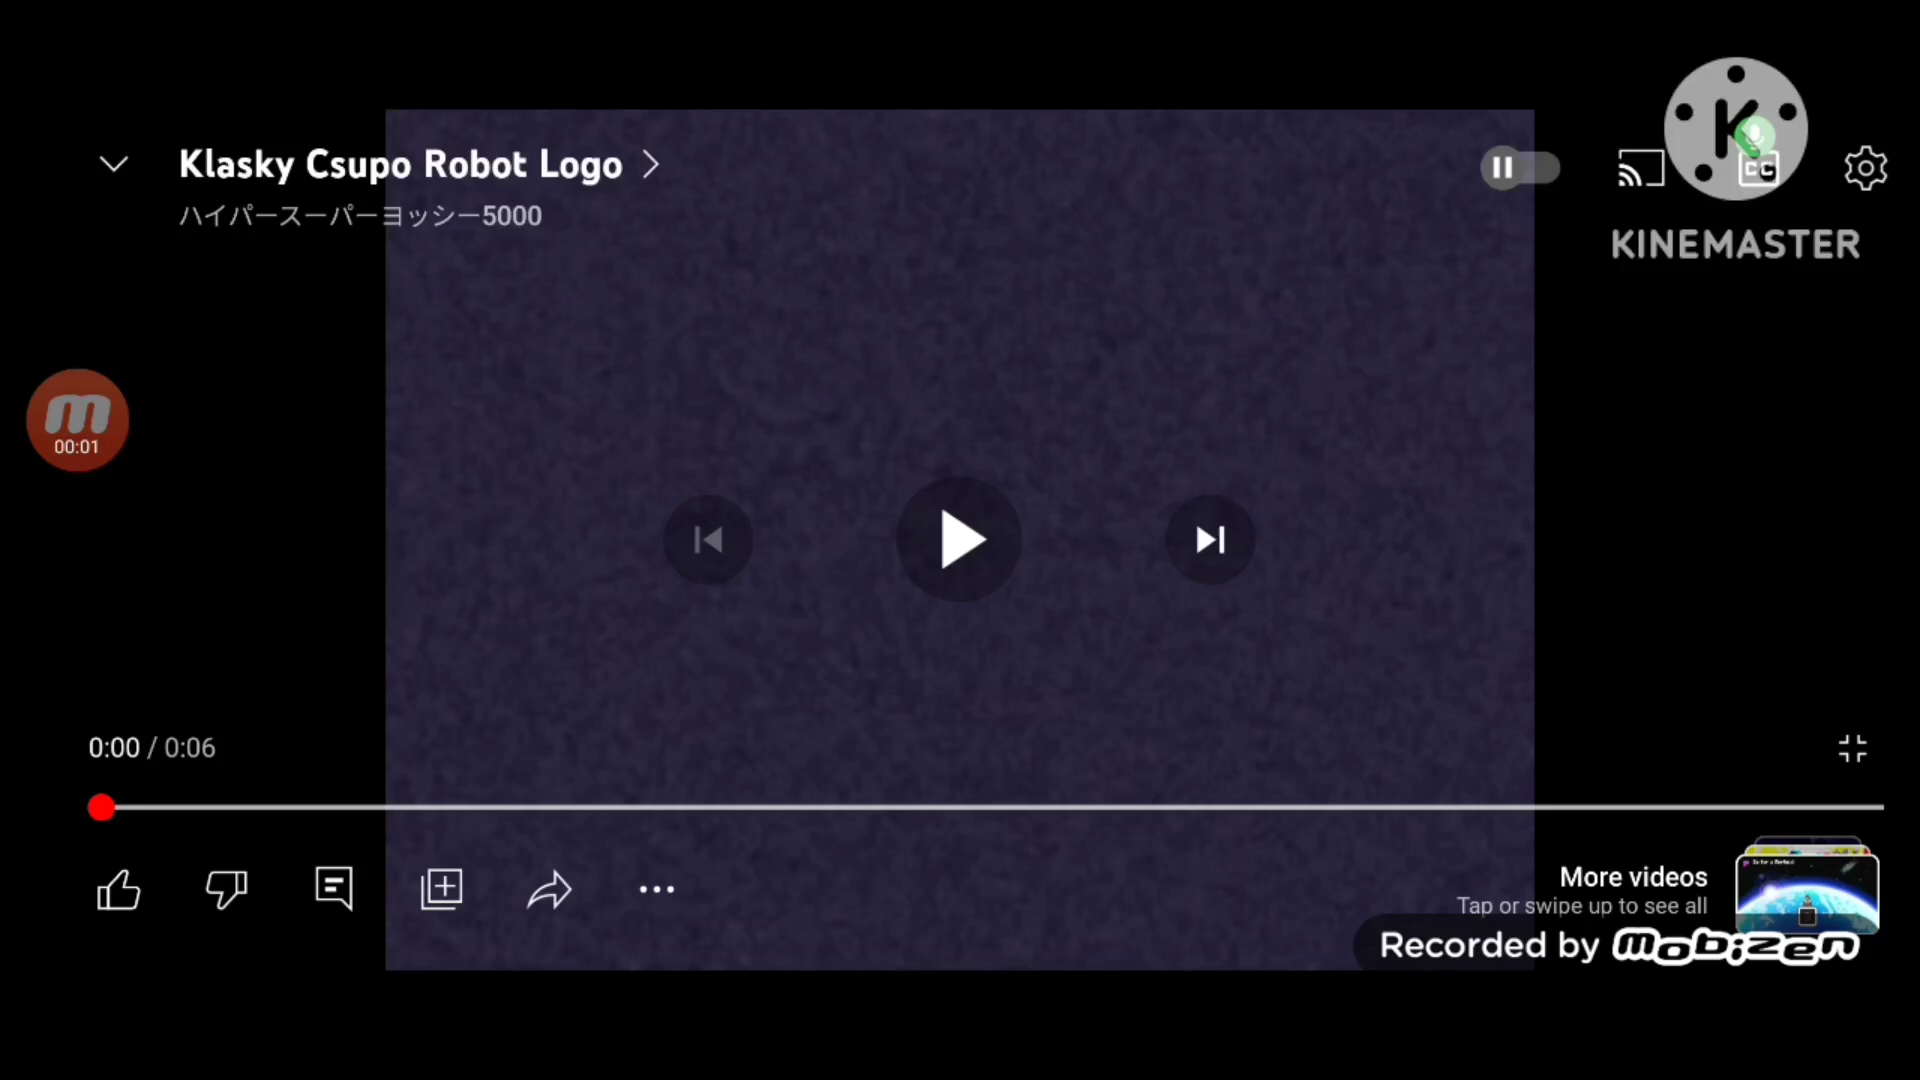 Klasky Csupo Robot Logo
ハイパースーパーヨッシー5000
K
CC
KINEMASTER
m
00:01
0:00 / 0:06
More videos
Tap or swipe up to see all
Recorded by mobizen